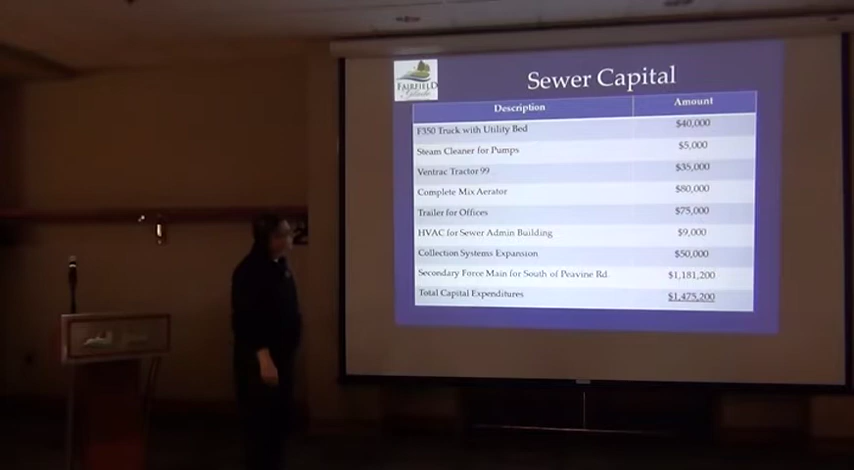 FAIRFIELD
Glade
Sewer Capital
Description Amount
F350 Truck with Utility Bed $40,000
Steam Cleaner for Pumps $5,000
Ventrac Tractor 99 $35,000
Complete Mix Aerator $80,000
Trailer for Offices $75,000
HVAC for Sewer Admin Building $9,000
Collection Systems Expansion $50,000
Secondary Force Main for South of Peavine Rd. $1,181,200
Total Capital Expenditures $1,475,200